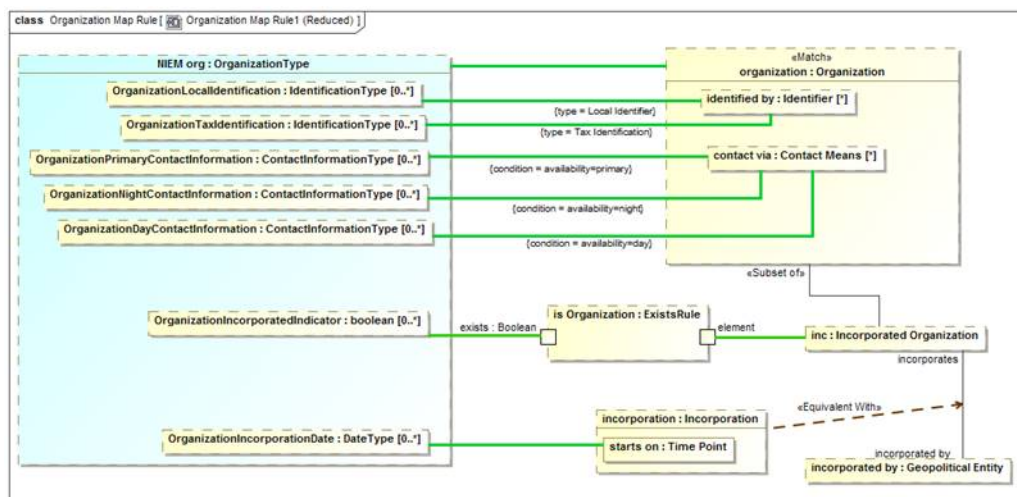 class Organization Map Rule [ Organization Map Rule1 (Reduced) ]
NIEM org : OrganizationType
«Match»
organization : Organization
OrganizationLocalIdentification : IdentificationType [0..*]
identified by : Identifier [*]
{type = Local Identifier}
OrganizationTaxIdentification : IdentificationType [0..*]
{type = Tax Identification}
OrganizationPrimaryContactInformation : ContactInformationType [0..*]
contact via : Contact Means [*]
{condition = availability=primary}
OrganizationNightContactInformation : ContactInformationType [0..*]
{condition = availability=night}
OrganizationDayContactInformation : ContactInformationType [0..*]
{condition = availability=day}
«Subset of»
OrganizationIncorporatedIndicator : boolean [0..*]
exists : Boolean
is Organization : ExistsRule
element
inc : Incorporated Organization
incorporates
«Equivalent With»
incorporation : Incorporation
OrganizationIncorporationDate : DateType [0..*]
starts on : Time Point
incorporated by
incorporated by : Geopolitical Entity